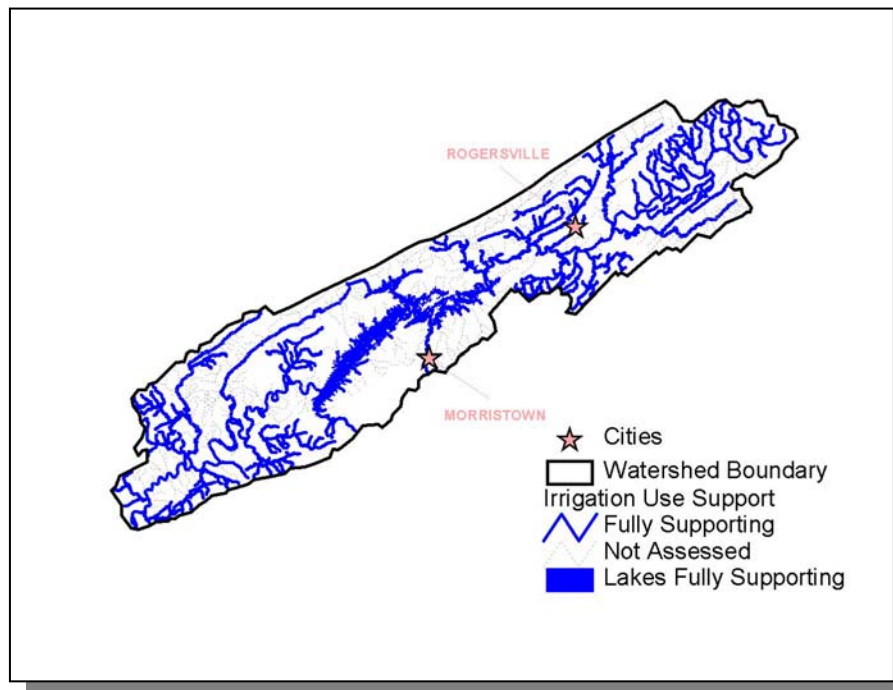 ROGERSVILLE
MORRISTOWN
Cities
Watershed Boundary
Irrigation Use Support
Fully Supporting
Not Assessed
Lakes Fully Supporting